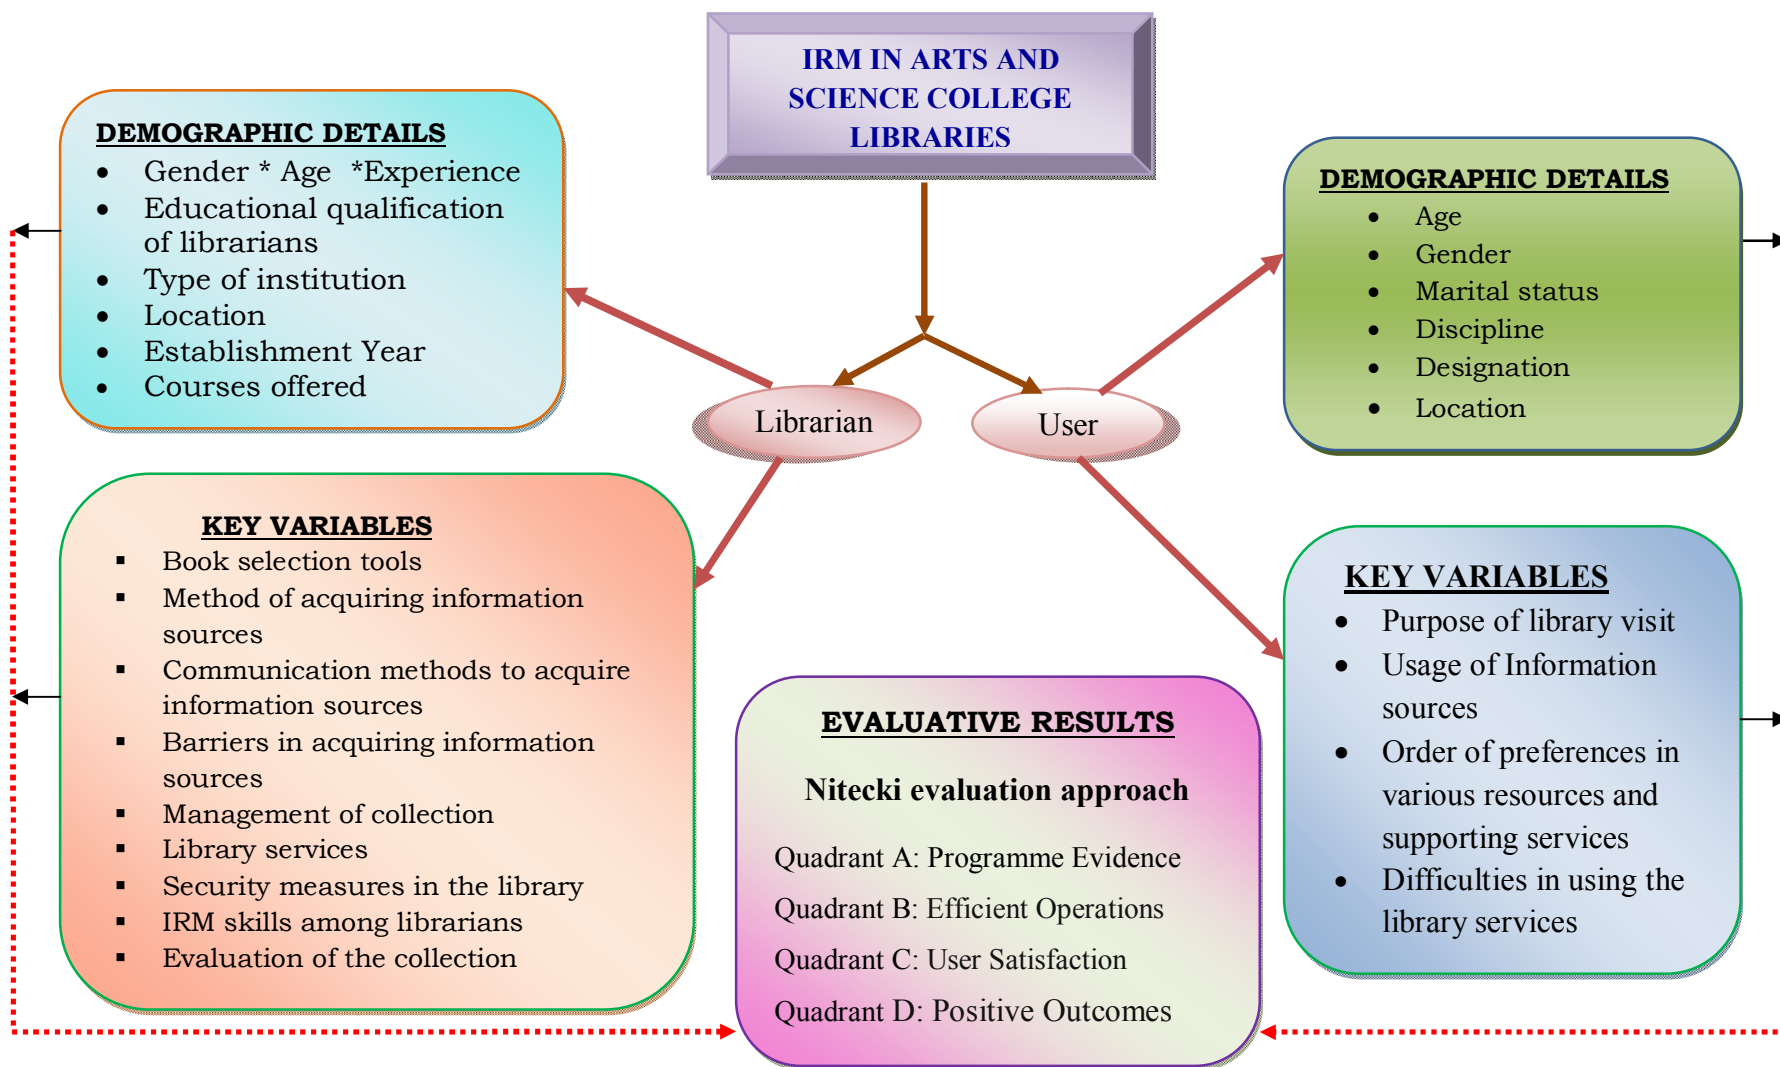 IRM IN ARTS AND
SCIENCE COLLEGE
LIBRARIES
DEMOGRAPHIC DETAILS
• Gender * Age *Experience
• Educational qualification
of librarians
• Type of institution
• Location
• Establishment Year
• Courses offered
DEMOGRAPHIC DETAILS
• Age
• Gender
• Marital status
• Discipline
• Designation
• Location
Librarian
User
KEY VARIABLES
▪ Book selection tools
▪ Method of acquiring information
sources
▪ Communication methods to acquire
information sources
▪ Barriers in acquiring information
sources
▪ Management of collection
▪ Library services
▪ Security measures in the library
▪ IRM skills among librarians
▪ Evaluation of the collection
EVALUATIVE RESULTS
Nitecki evaluation approach
Quadrant A: Programme Evidence
Quadrant B: Efficient Operations
Quadrant C: User Satisfaction
Quadrant D: Positive Outcomes
KEY VARIABLES
• Purpose of library visit
• Usage of Information
sources
• Order of preferences in
various resources and
supporting services
• Difficulties in using the
library services